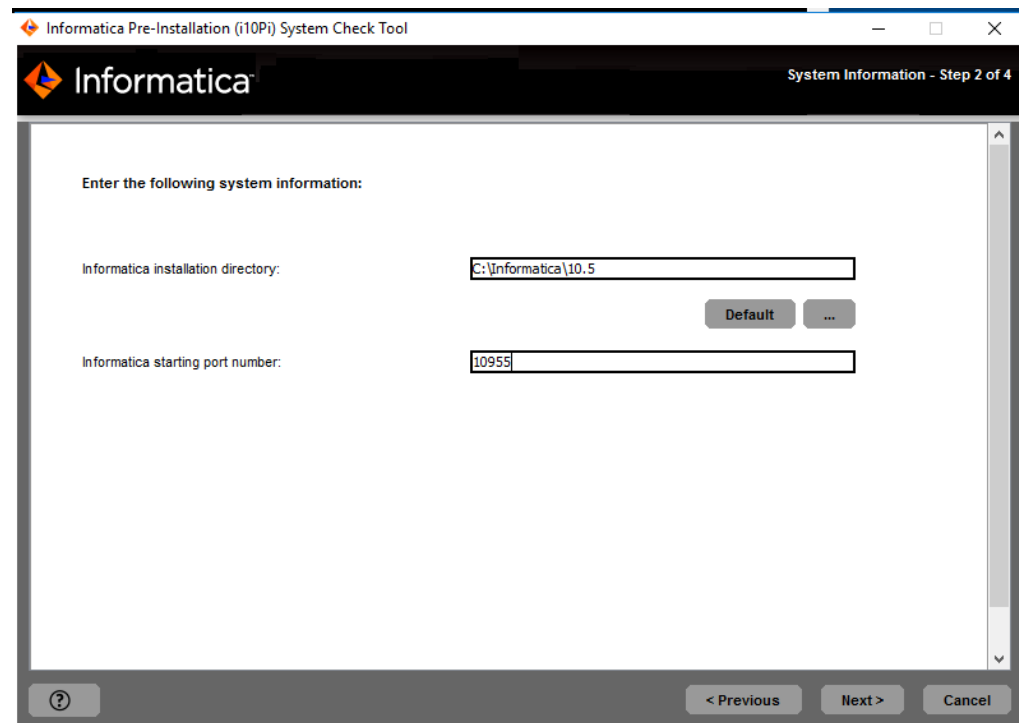 Informatica Pre-Installation (i10Pi) System Check Tool
Informatica
System Information - Step 2 of 4
Enter the following system information:
Informatica installation directory:
C:\Informatica\10.5
Default
...
Informatica starting port number:
10955
?
< Previous
Next >
Cancel